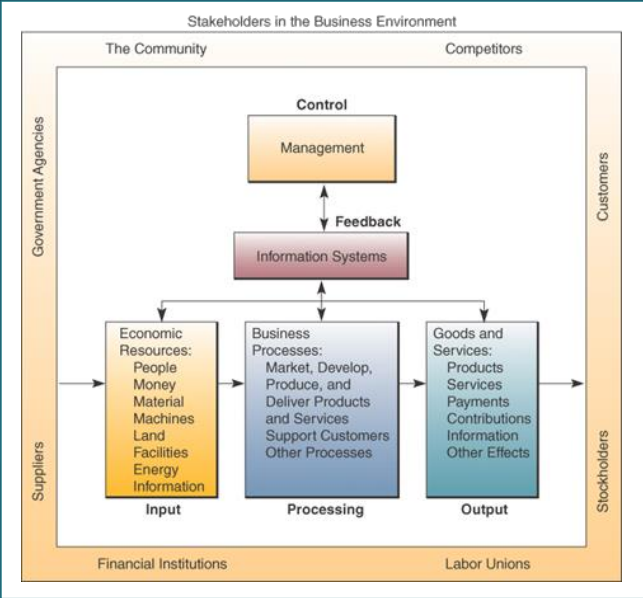 Stakeholders in the Business Environment
The Community
Competitors
Government Agencies
Customers
Control
Management
Feedback
Information Systems
Economic
Resources:
People
Money
Material
Machines
Land
Facilities
Energy
Information
Input
Business
Processes:
Market, Develop,
Produce, and
Deliver Products
and Services
Support Customers
Other Processes
Processing
Goods and
Services:
Products
Services
Payments
Contributions
Information
Other Effects
Output
Suppliers
Stockholders
Financial Institutions
Labor Unions